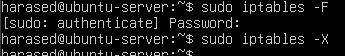 harased@ubuntu-server:~$ sudo iptables -F
[sudo: authenticate] Password:
harased@ubuntu-server:~$ sudo iptables -X